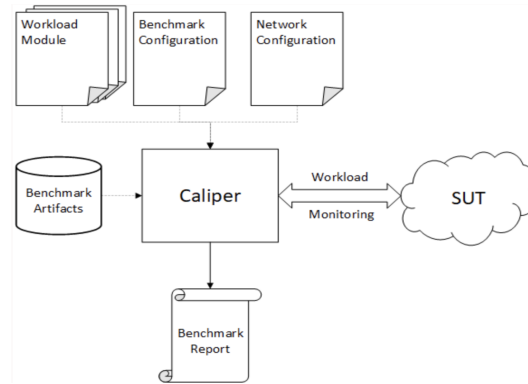 Workload
Module
Benchmark
Configuration
Network
Configuration
Benchmark
Artifacts
Caliper
Workload
Monitoring
SUT
Benchmark
Report